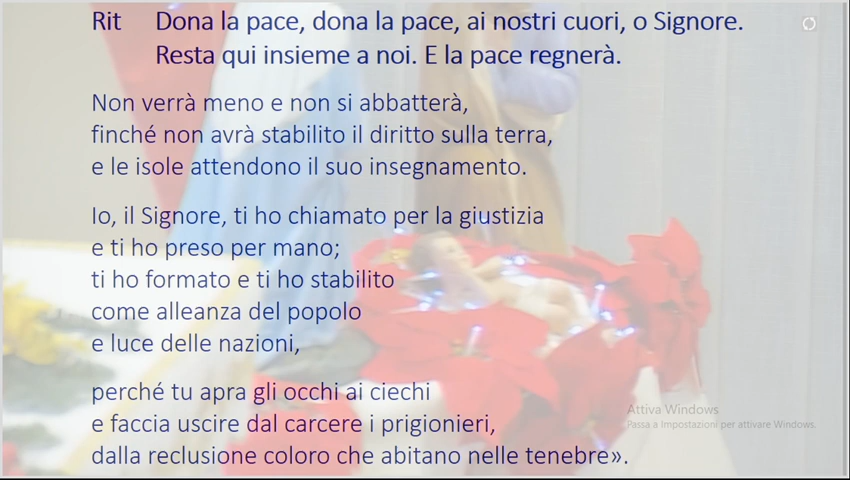 Rit Dona la pace, dona la pace, ai nostri cuori, o Signore.
Resta qui insieme a noi. E la pace regnerà.
Non verrà meno e non si abbatterà,
finché non avrà stabilito il diritto sulla terra,
e le isole attendono il suo insegnamento.
Io, il Signore, ti ho chiamato per la giustizia
e ti ho preso per mano;
ti ho formato e ti ho stabilito
come alleanza del popolo
e luce delle nazioni,
perché tu apra gli occhi ai ciechi
e faccia uscire dal carcere i prigionieri,
dalla reclusione coloro che abitano nelle tenebre».
Attiva Windows
Passa a Impostazioni per attivare Windows.